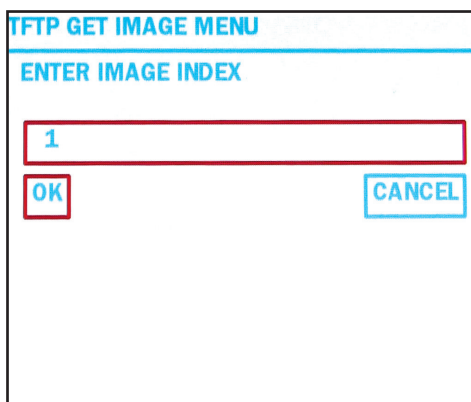 TFTP GET IMAGE MENU
ENTER IMAGE INDEX
1
OK CANCEL